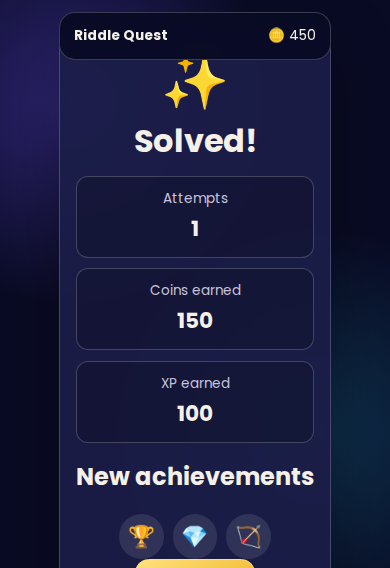 Riddle Quest
450
Solved!
Attempts
1
Coins earned
150
XP earned
100
New achievements